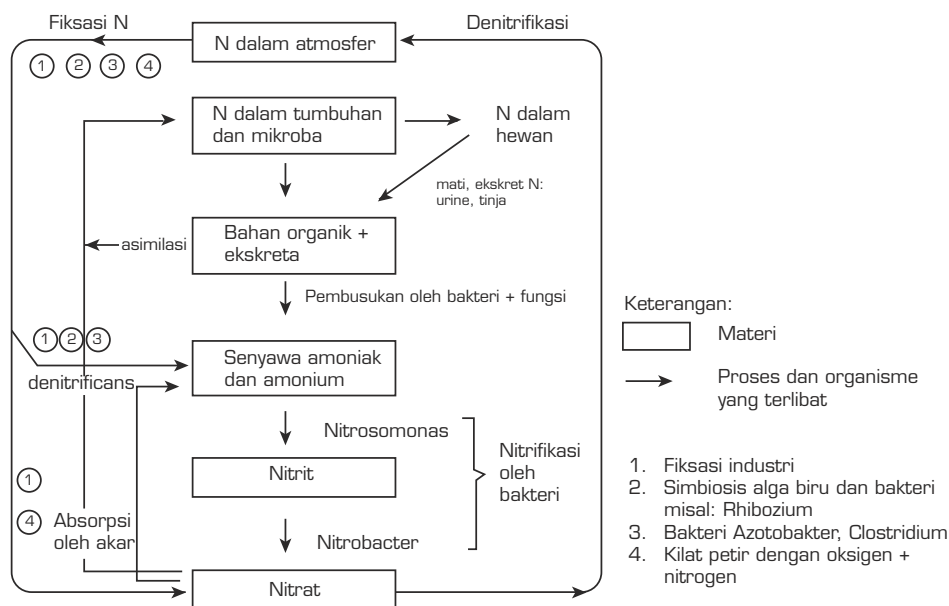 Fiksasi N
Denitrifikasi
N dalam atmosfer
1 2 3 4
N dalam tumbuhan
dan mikroba
N dalam
hewan
mati, ekskret N:
urine, tinja
Bahan organik +
ekskreta
asimilasi
Pembusukan oleh bakteri + fungsi
1 2 3
Senyawa amoniak
dan amonium
denitrificans
Nitrosomonas
Nitrifikasi
oleh
bakteri
Nitrit
1
4
Absorpsi
oleh akar
Nitrobacter
Nitrat
Keterangan:
Materi
Proses dan organisme
yang terlibat
1. Fiksasi industri
2. Simbiosis alga biru dan bakteri
misal: Rhibozium
3. Bakteri Azotobakter, Clostridium
4. Kilat petir dengan oksigen +
nitrogen